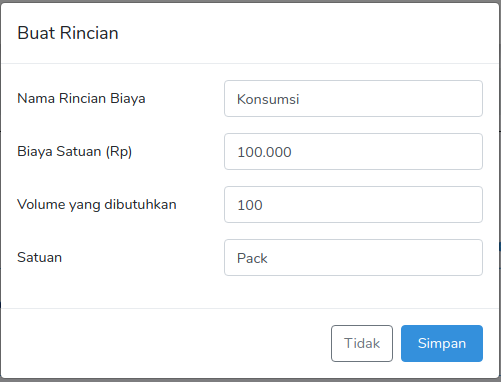 Buat Rincian
Nama Rincian Biaya
Konsumsi
Biaya Satuan (Rp)
100.000
Volume yang dibutuhkan
100
Satuan
Pack
Tidak
Simpan